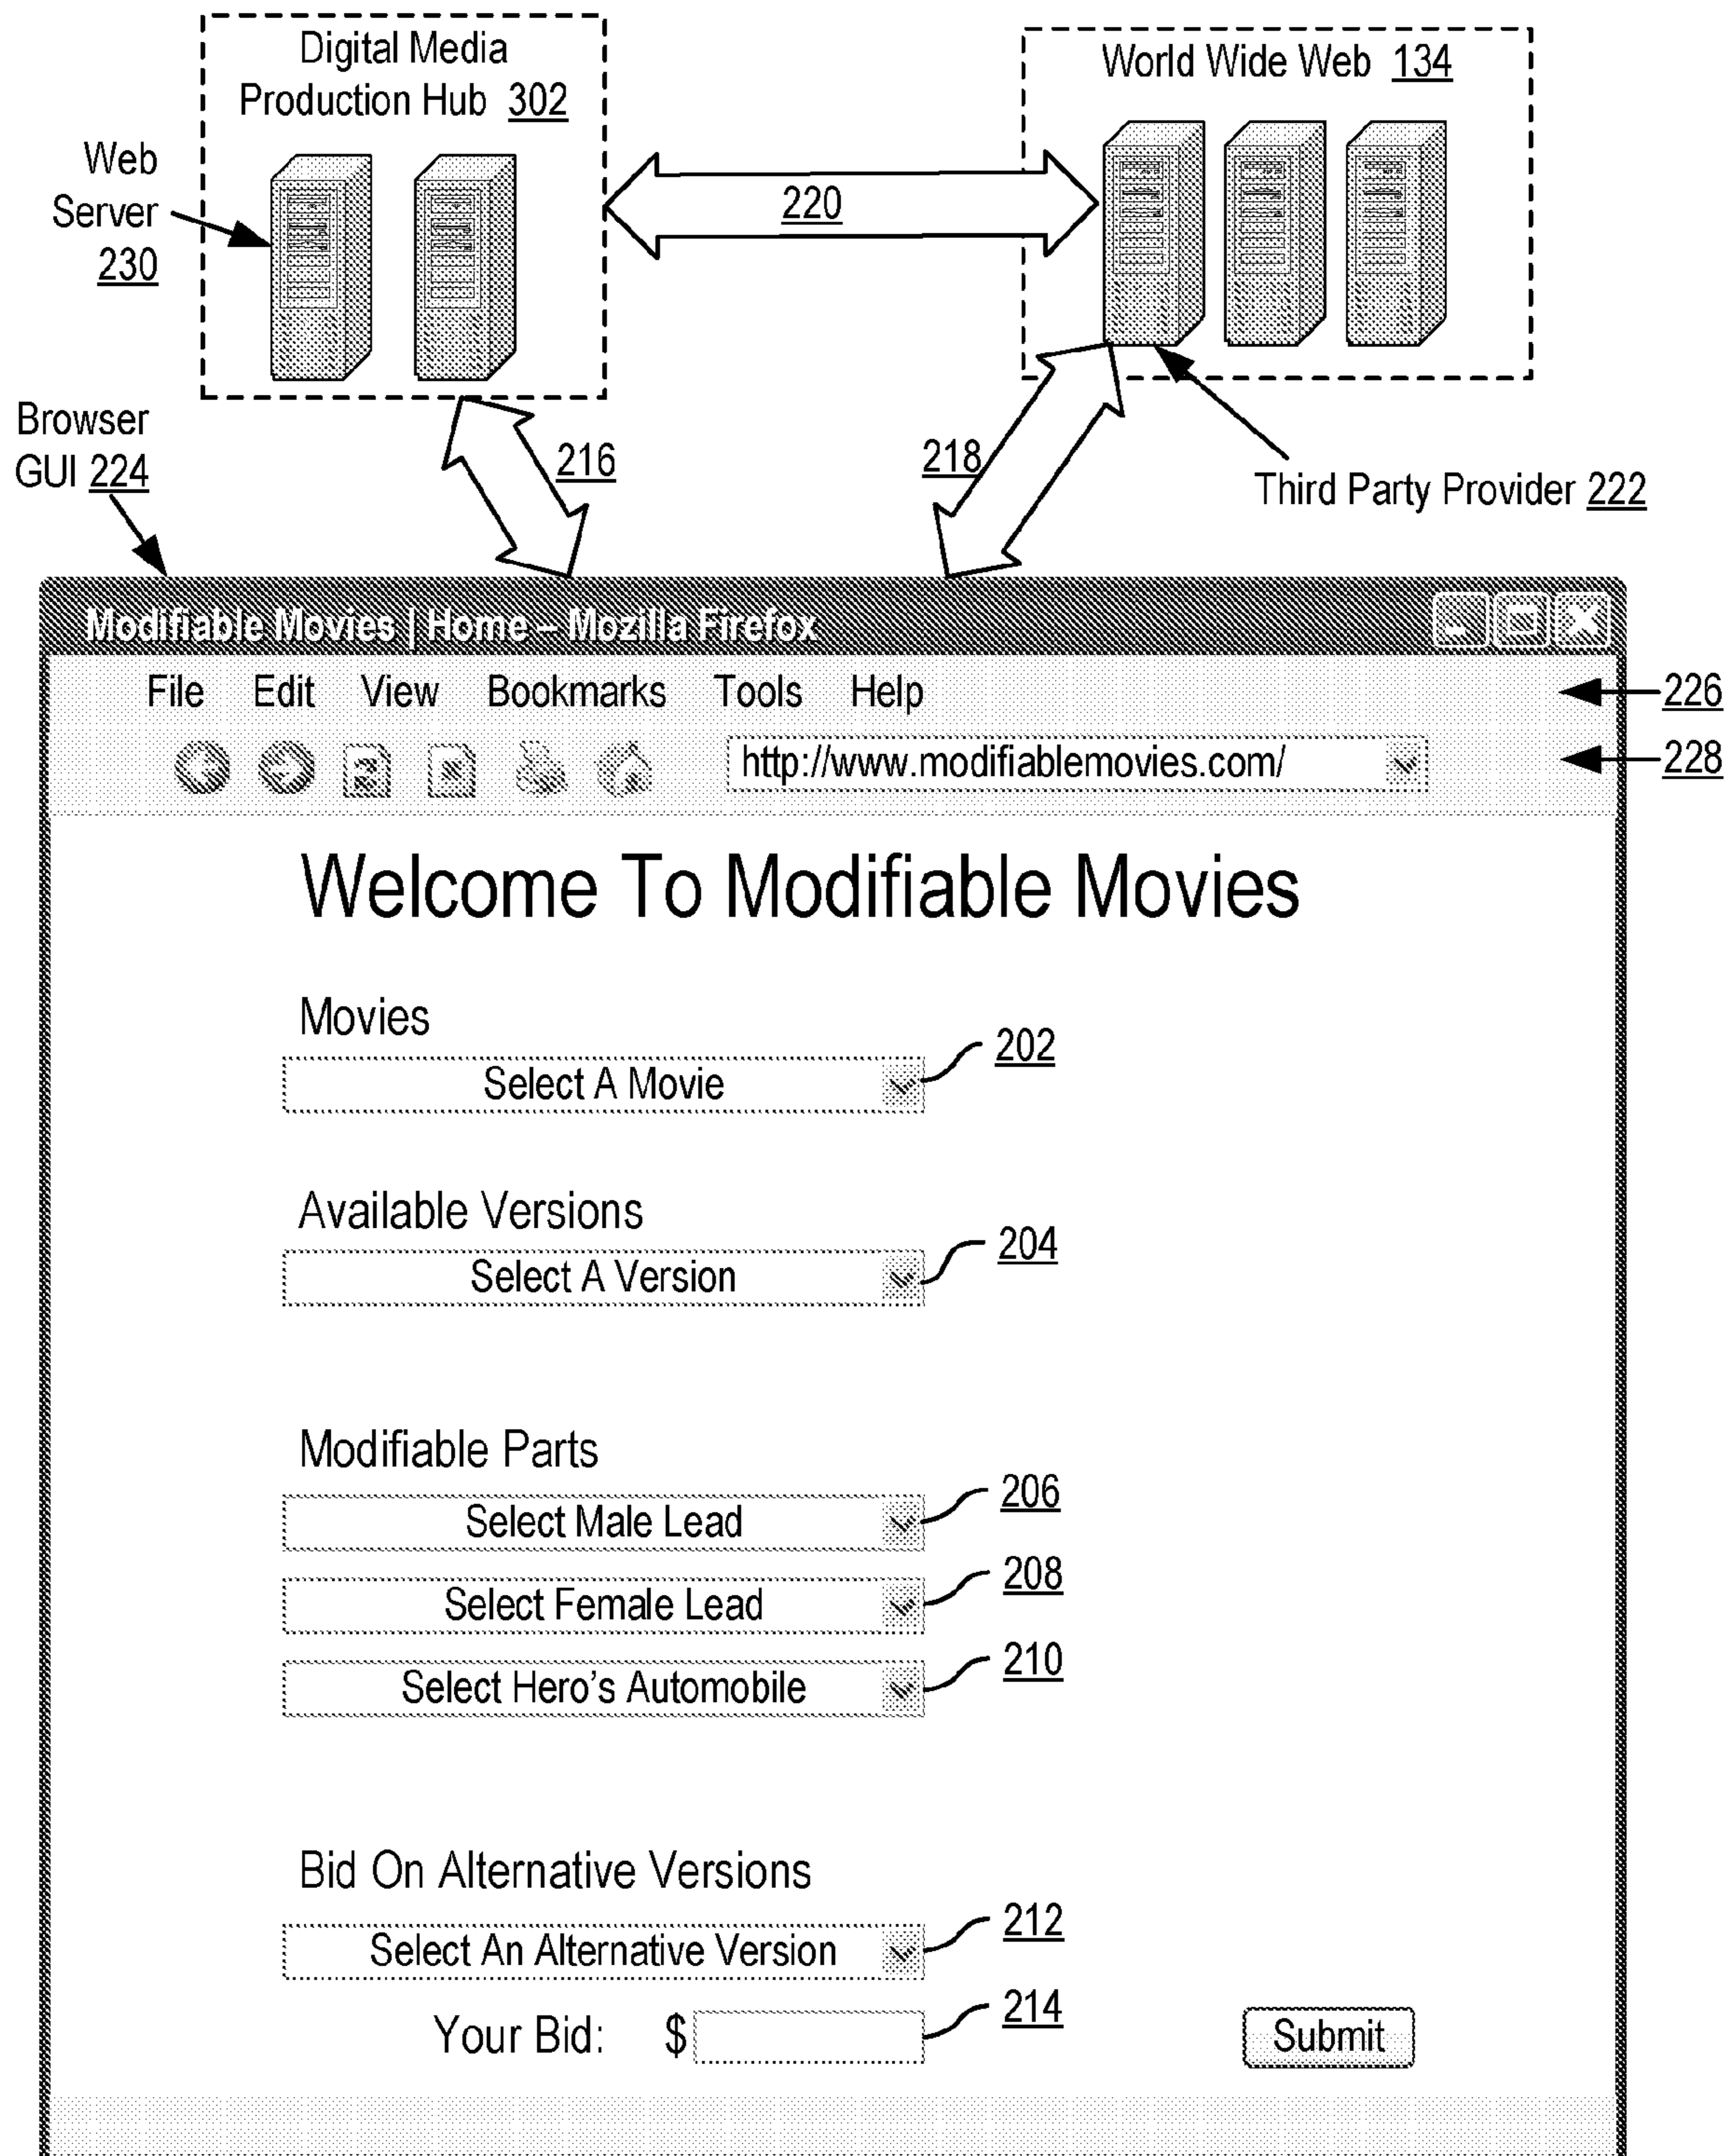 Digital Media
Production Hub 302
World Wide Web 134
Web
Server
230
220
Browser
GUI 224
216
218
Third Party Provider 222
Modifiable Movies | Home – Mozilla Firefox
File Edit View Bookmarks Tools Help
226
http://www.modifiablemovies.com/
228
Welcome To Modifiable Movies
Movies
Select A Movie
202
Available Versions
Select A Version
204
Modifiable Parts
Select Male Lead
206
Select Female Lead
208
Select Hero's Automobile
210
Bid On Alternative Versions
Select An Alternative Version
212
Your Bid: $
214
Submit